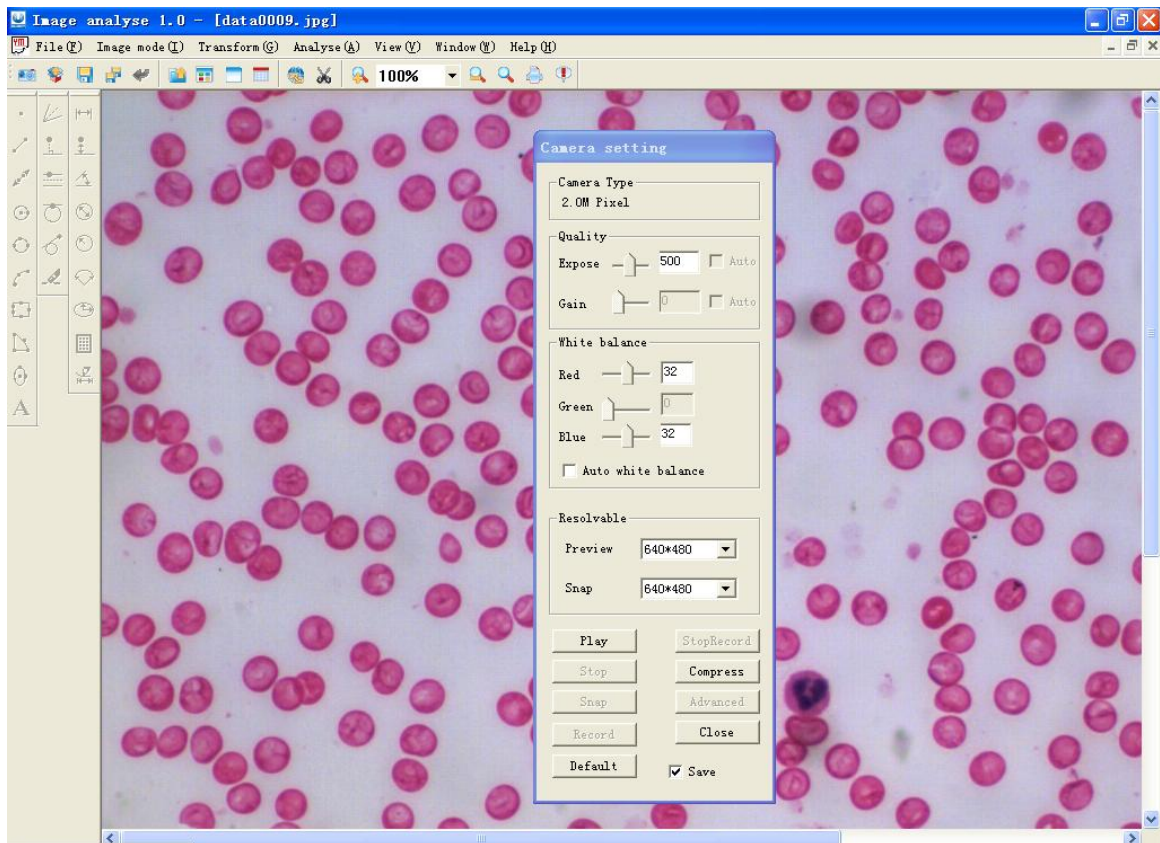 Image analyse 1.0 - [data0009.jpg]
File(F) Image mode(I) Transform(G) Analyse(A) View(V) Window(W) Help(H)
100%
A
Camera setting
Camera Type
2.0M Pixel
Quality
Expose 500 Auto
Gain 0 Auto
White balance
Red 32
Green 0
Blue 32
Auto white balance
Resolvable
Preview 640*480
Snap 640*480
Play StopRecord
Stop Compress
Snap Advanced
Record Close
Default Save